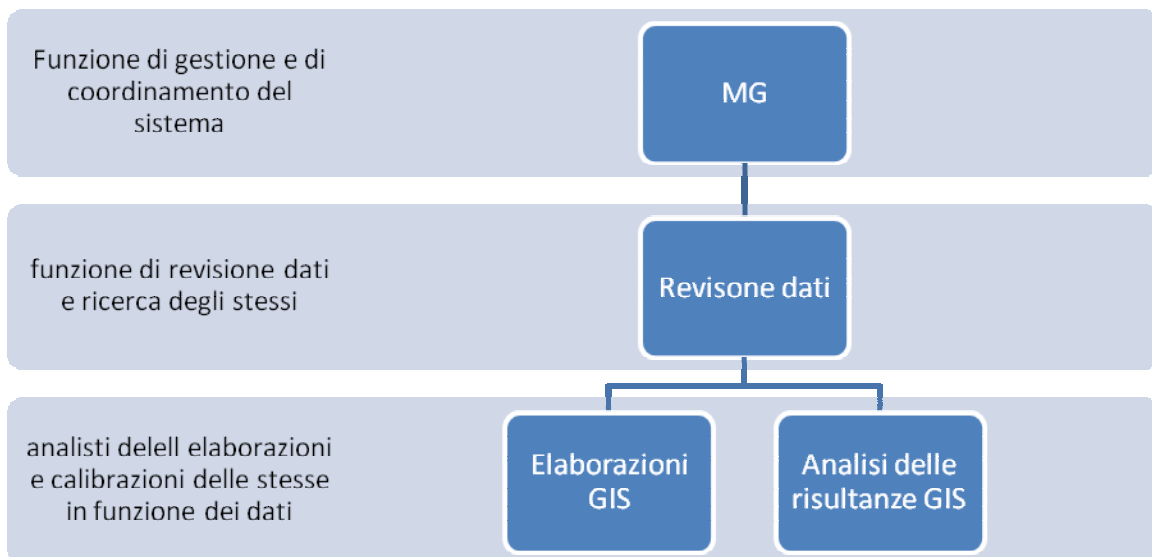 Funzione di gestione e di
coordinamento del
sistema
MG
funzione di revisione dati
e ricerca degli stessi
Revisone dati
analisti delell elaborazioni
e calibrazioni delle stesse
in funzione dei dati
Elaborazioni
GIS
Analisi delle
risultanze GIS